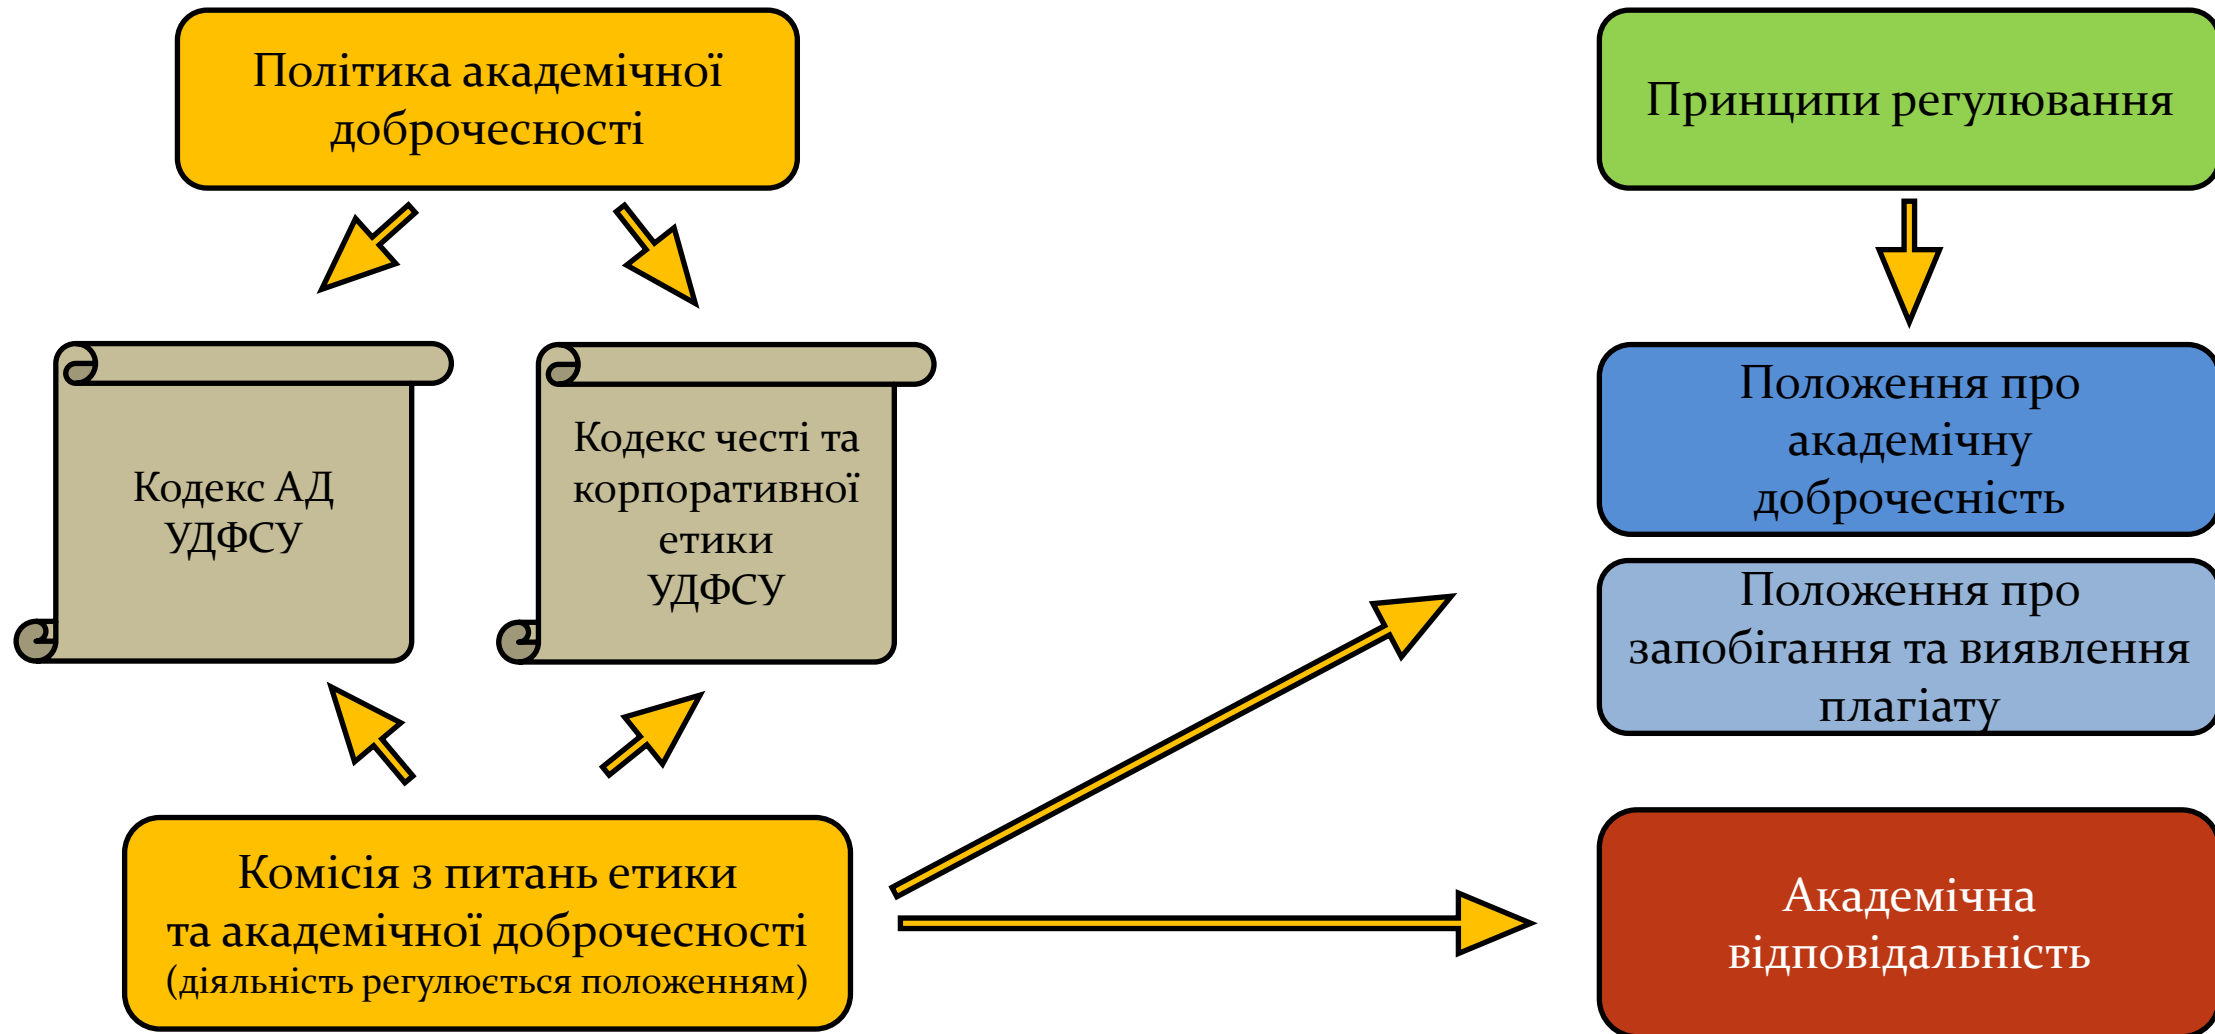 Політика академічної
доброчесності
Принципи регулювання
Кодекс АД
УДФСУ
Кодекс честі та
корпоративної
етики
УДФСУ
Положення про
академічну
доброчесність
Положення про
запобігання та виявлення
плагіату
Комісія з питань етики
та академічної доброчесності
(діяльність регулюється положенням)
Академічна
відповідальність